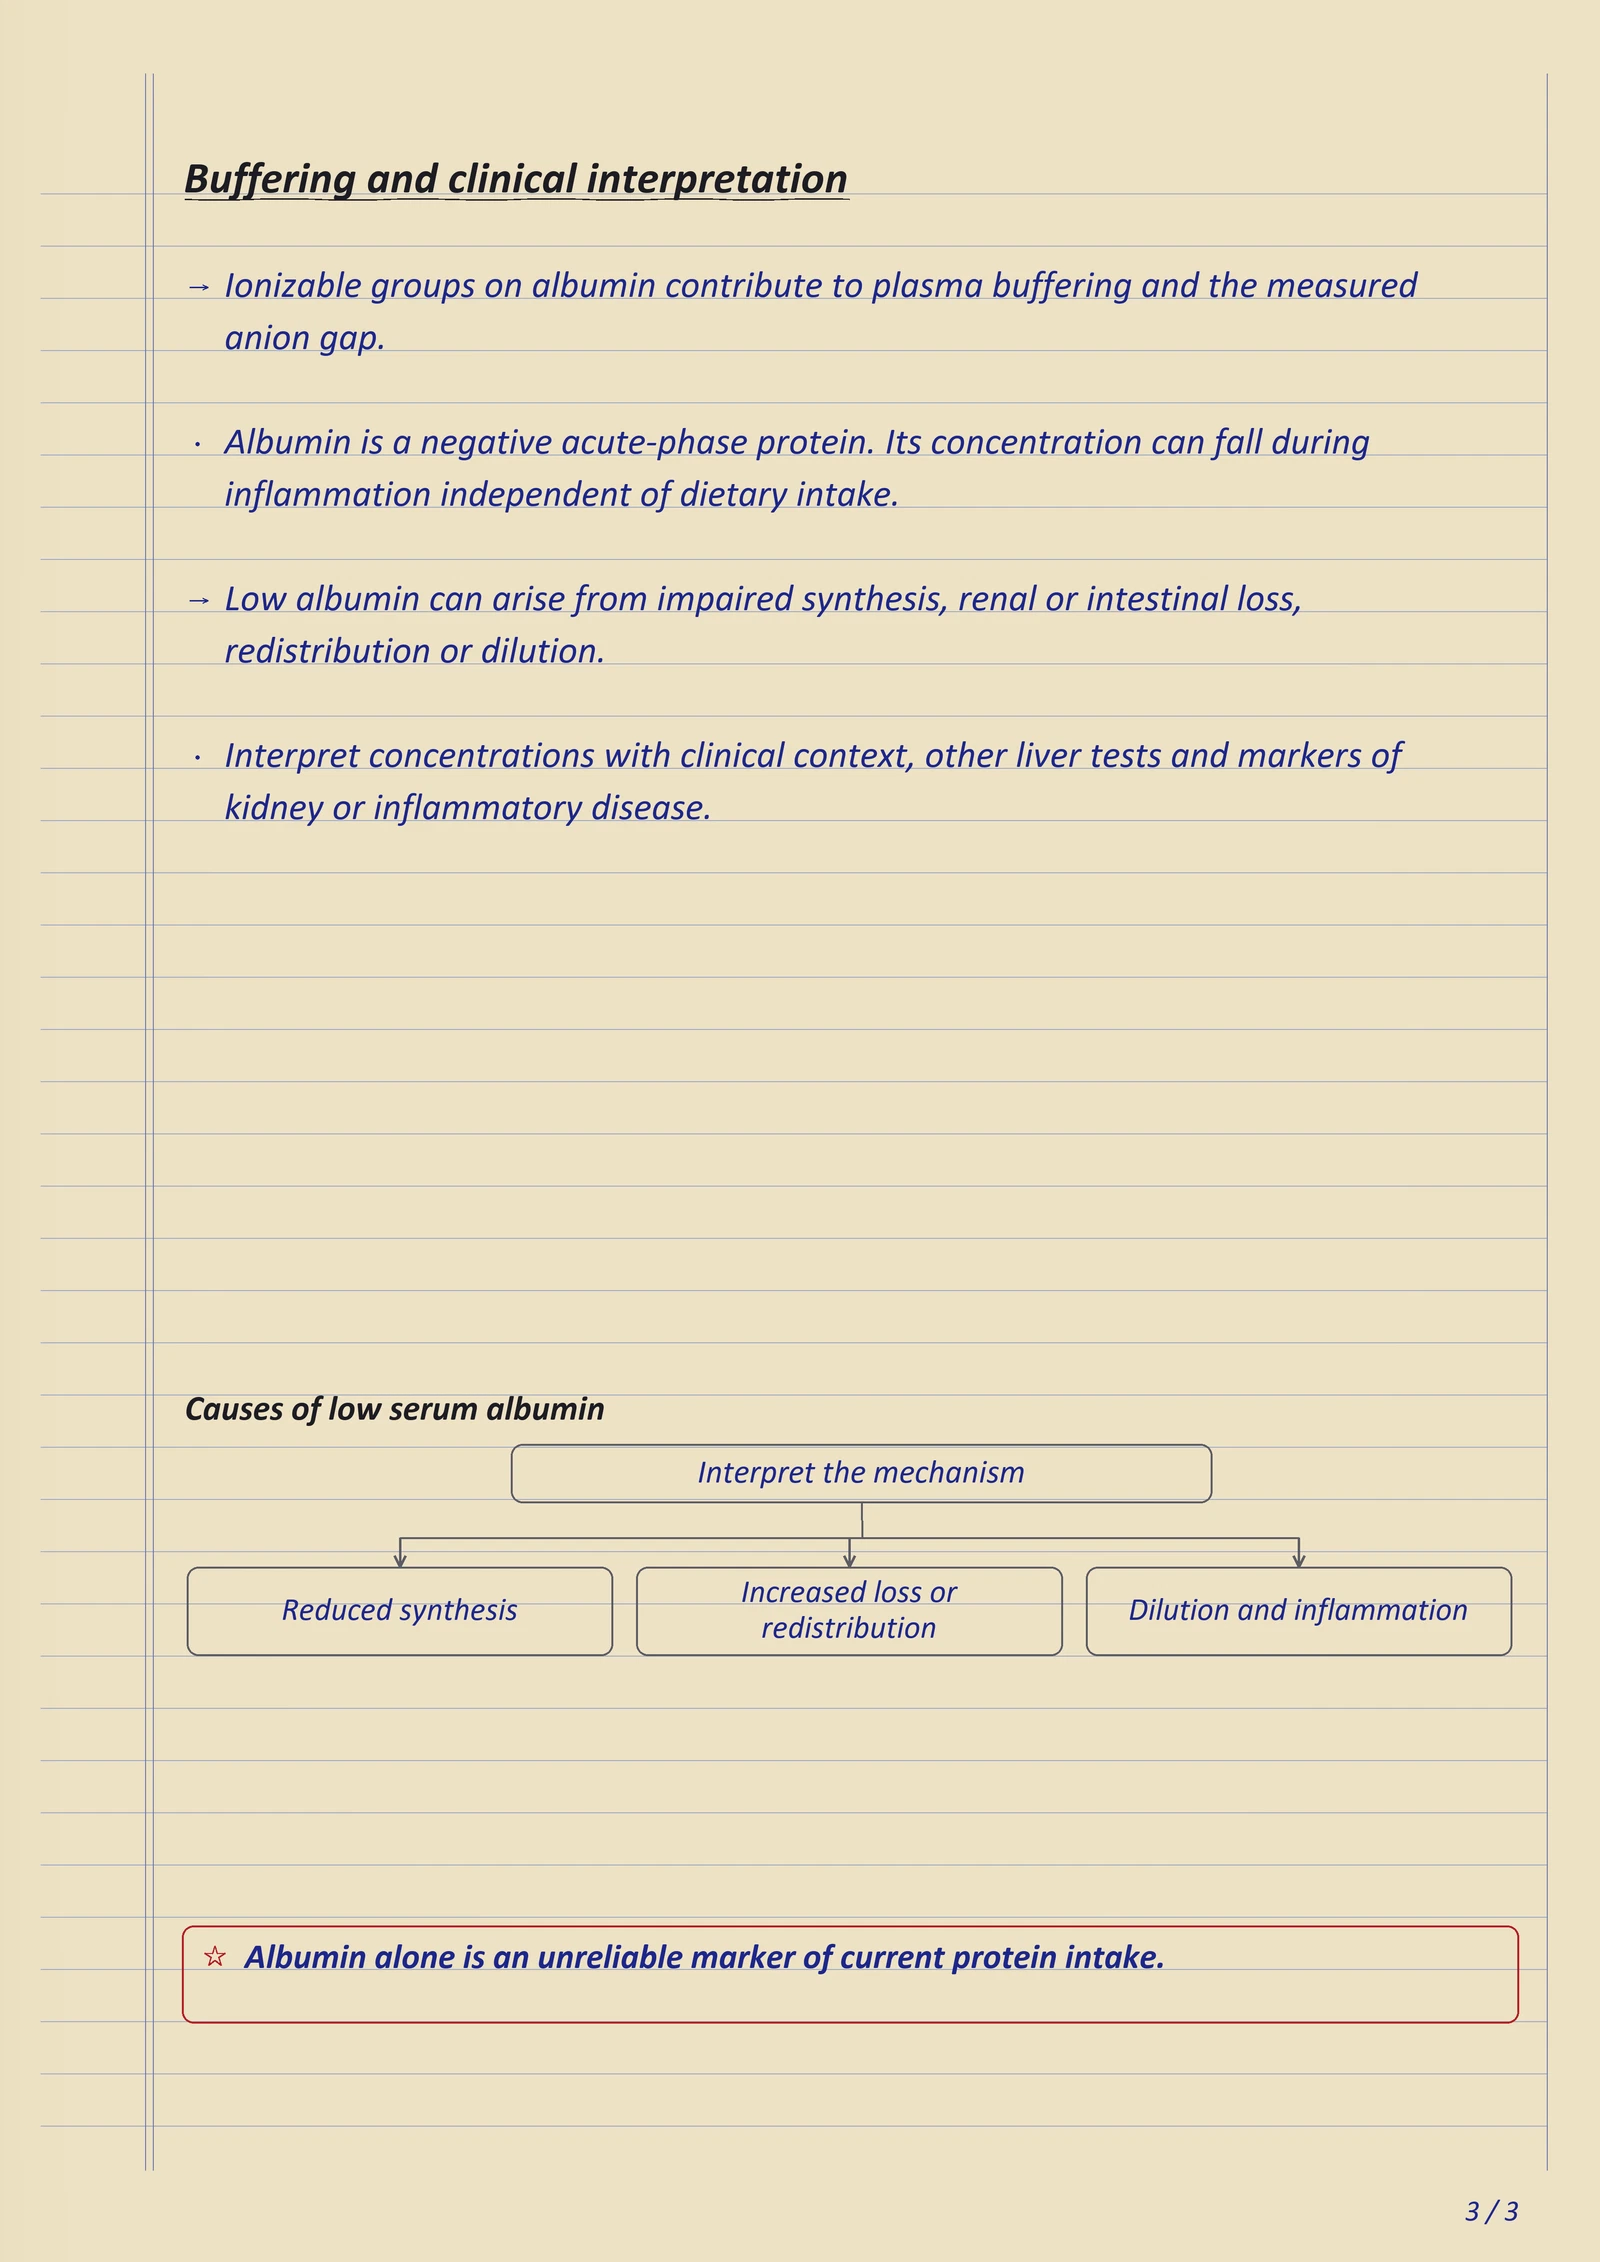 Buffering and clinical interpretation
→ Ionizable groups on albumin contribute to plasma buffering and the measured
anion gap.
· Albumin is a negative acute-phase protein. Its concentration can fall during
inflammation independent of dietary intake.
→ Low albumin can arise from impaired synthesis, renal or intestinal loss,
redistribution or dilution.
· Interpret concentrations with clinical context, other liver tests and markers of
kidney or inflammatory disease.
Causes of low serum albumin
Interpret the mechanism
Reduced synthesis
Increased loss or
redistribution
Dilution and inflammation
☆ Albumin alone is an unreliable marker of current protein intake.
3 / 3